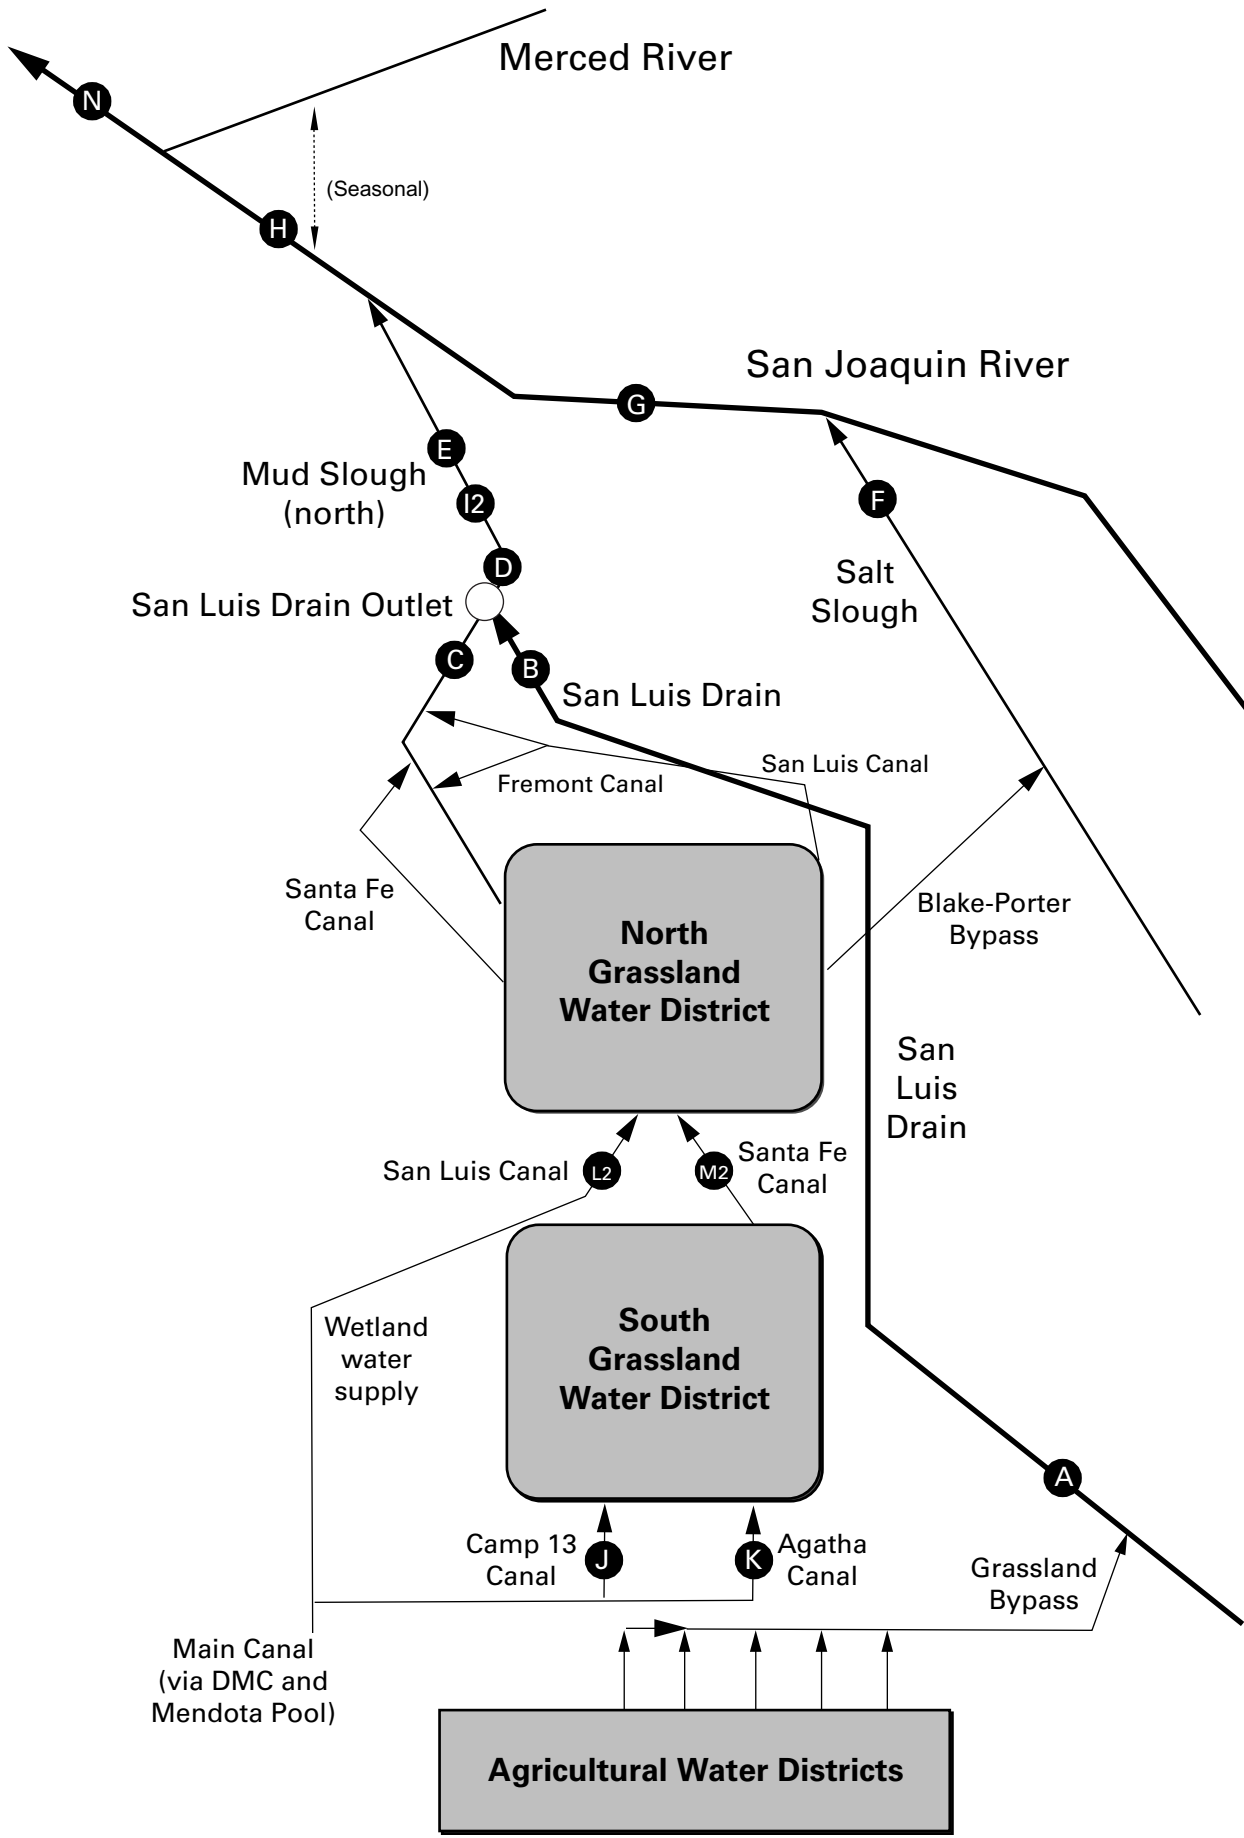 Merced River
N
(Seasonal)
H
San Joaquin River
G
E
Mud Slough
(north)
I2
F
D
Salt
Slough
San Luis Drain Outlet
C
B
San Luis Drain
San Luis Canal
Fremont Canal
Santa Fe
Canal
Blake-Porter
Bypass
North
Grassland
Water District
San
Luis
Drain
San Luis Canal
L2
M2
Santa Fe
Canal
Wetland
water
supply
South
Grassland
Water District
A
Camp 13
Canal
J
K
Agatha
Canal
Grassland
Bypass
Main Canal
(via DMC and
Mendota Pool)
Agricultural Water Districts